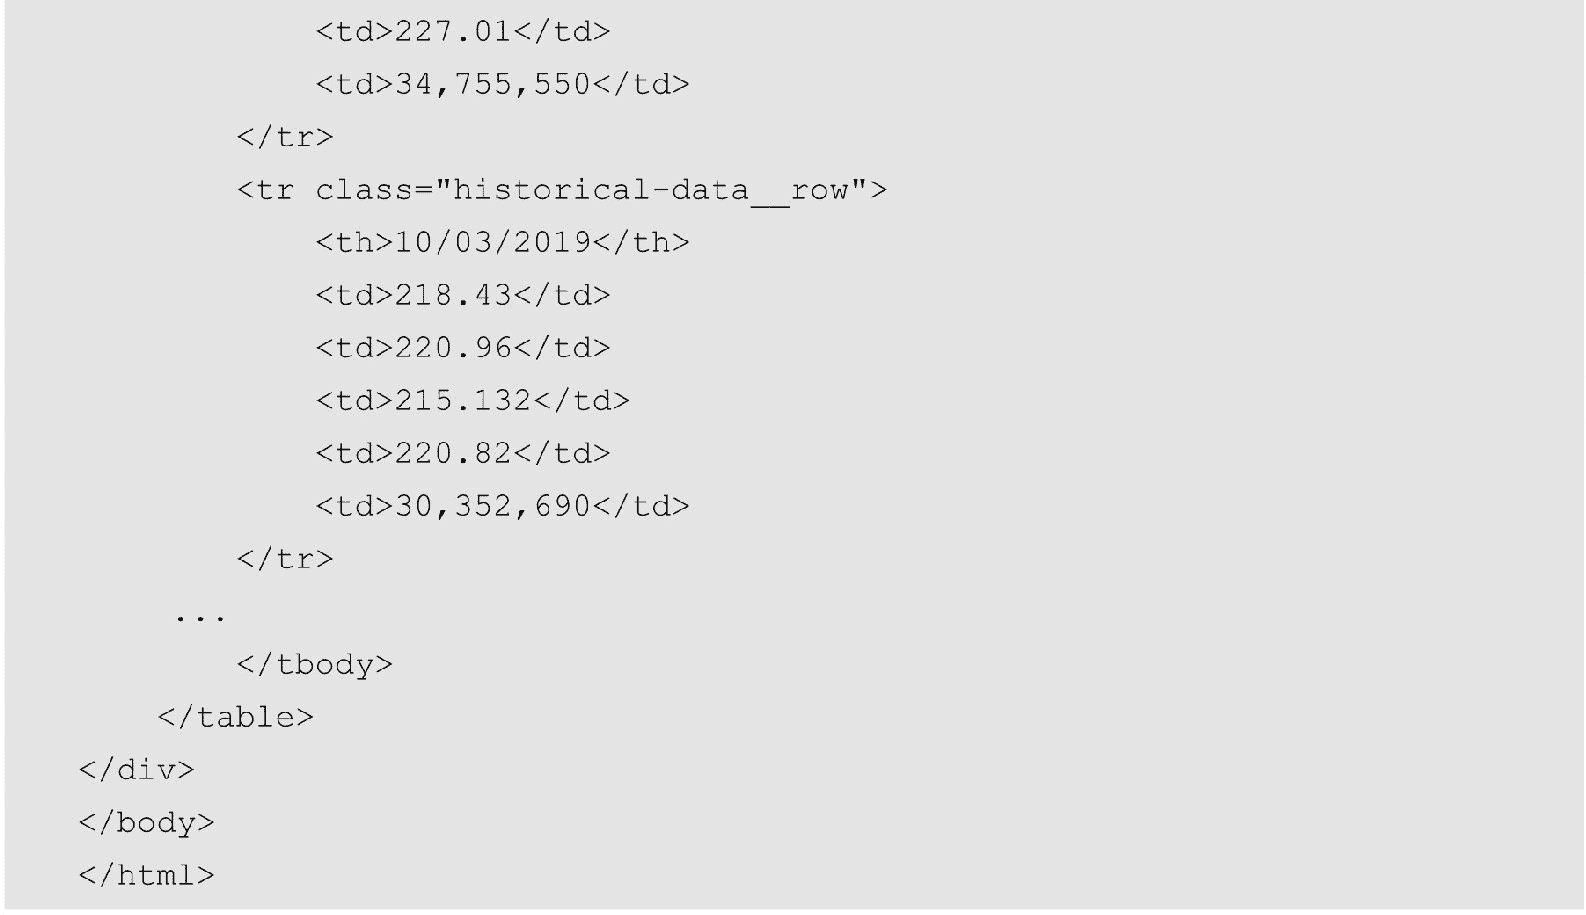 <td>227.01</td>
<td>34,755,550</td>
</tr>
<tr class="historical-data__row">
<th>10/03/2019</th>
<td>218.43</td>
<td>220.96</td>
<td>215.132</td>
<td>220.82</td>
<td>30,352,690</td>
</tr>
...
</tbody>
</table>
</div>
</body>
</html>